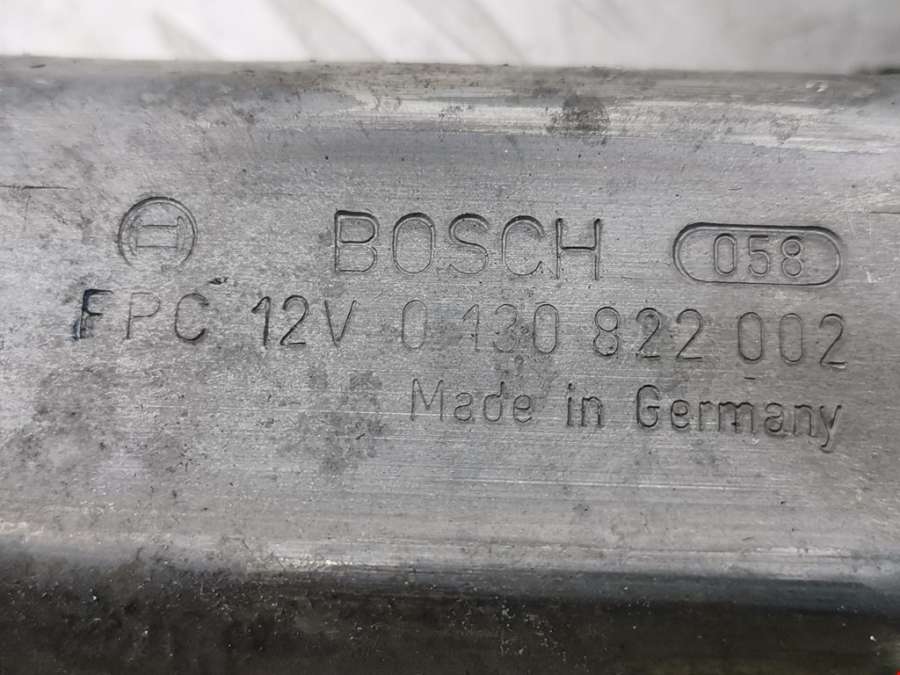 BOSCH 058
FPC 12V 0 130 822 002
Made in Germany